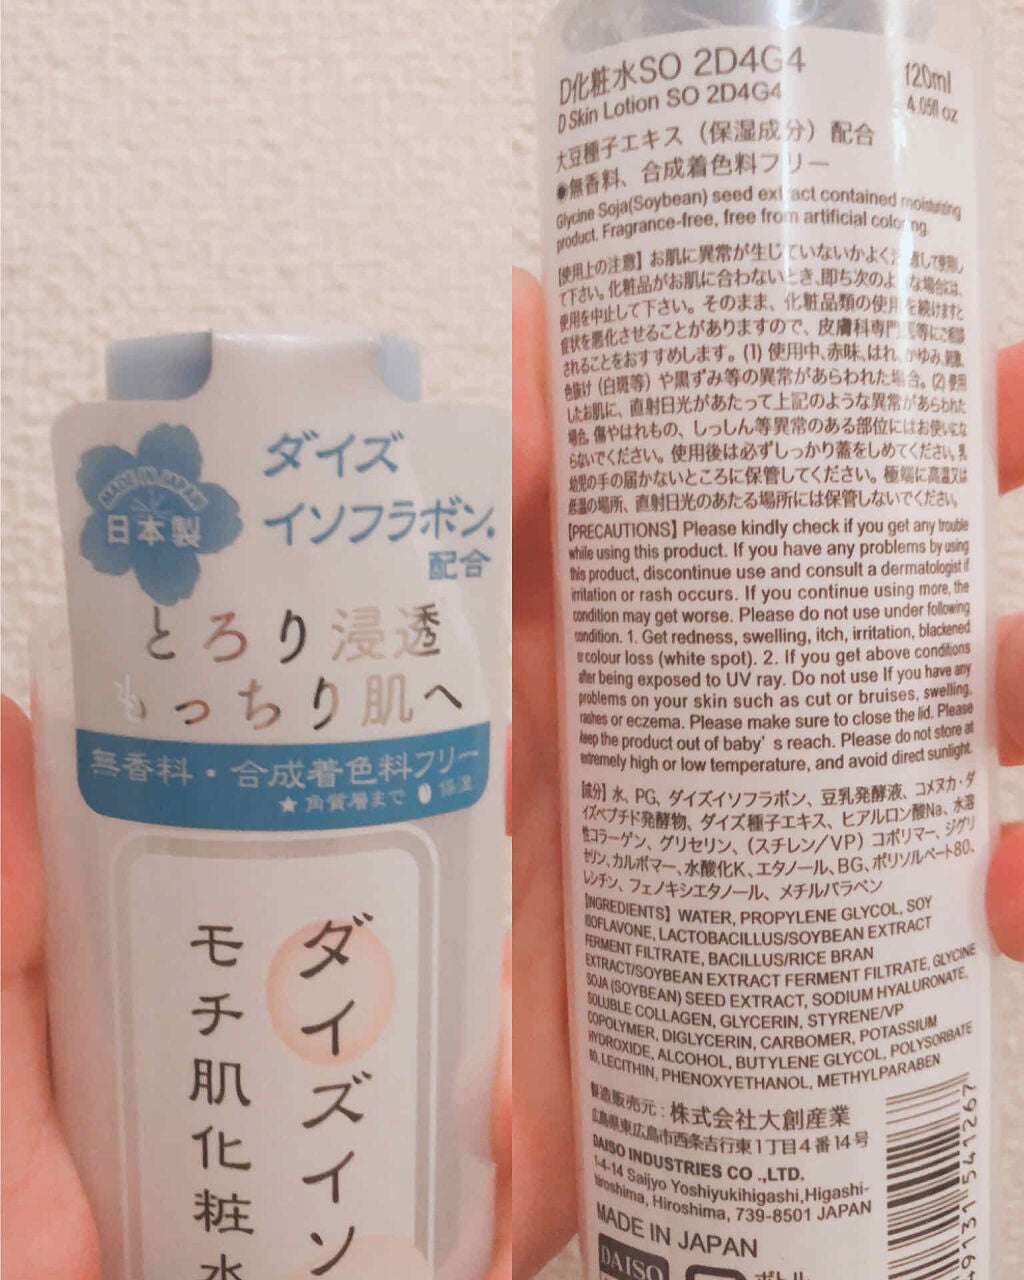 MADE IN JAPAN
日本製
ダイズ
イソフラボン
配合
とろり浸透
もっちり肌へ
無香料・合成着色料フリー
★角質層まで
ダイズイソ
モチ肌化粧水
D化粧水SO 2D4G4
120ml
D Skin Lotion SO 2D4G4
4.05fl oz
大豆種子エキス（保湿成分）配合
●無香料、合成着色料フリー
Glycine Soja(Soybean) seed extract contained moisturizing
product. Fragrance-free, free from artificial coloring.
【使用上の注意】お肌に異常が生じていないかよく注意して使用し
て下さい。化粧品がお肌に合わないとき、即ち次のような場合には、
使用を中止して下さい。そのまま、化粧品類の使用を続けますと
症状を悪化させることがありますので、皮膚科専門医等にご相談
されることをおすすめします。(1) 使用中、赤味、はれ、かゆみ、刺激、
色抜け（白斑等）や黒ずみ等の異常があらわれた場合。(2) 使用
したお肌に、直射日光があたって上記のような異常があらわれた
場合。傷やはれもの、しっしん等異常のある部位にはお使いにな
らないでください。使用後は必ずしっかり蓋をしめてください。乳
幼児の手の届かないところに保管してください。極端に高温又は
低温の場所、直射日光のあたる場所には保管しないでください。
[PRECAUTIONS] Please kindly check if you get any trouble
while using this product. If you have any problems by using
this product, discontinue use and consult a dermatologist if
irritation or rash occurs. If you continue using more, the
condition may get worse. Please do not use under following
condition. 1. Get redness, swelling, itch, irritation, blackened
or colour loss (white spot). 2. If you get above conditions
after being exposed to UV ray. Do not use If you have any
problems on your skin such as cut or bruises, swelling,
rashes or eczema. Please make sure to close the lid. Please
keep the product out of baby's reach. Please do not store at
extremely high or low temperature, and avoid direct sunlight.
【成分】水、PG、ダイズイソフラボン、豆乳発酵液、コメヌカ・ダ
イズペプチド発酵物、ダイズ種子エキス、ヒアルロン酸Na、水溶
性コラーゲン、グリセリン、（スチレン／VP）コポリマー、ジグリ
セリン、カルボマー、水酸化K、エタノール、BG、ポリソルベート80、
レシチン、フェノキシエタノール、メチルパラベン
[INGREDIENTS] WATER, PROPYLENE GLYCOL, SOY
ISOFLAVONE, LACTOBACILLUS/SOYBEAN EXTRACT
FERMENT FILTRATE, BACILLUS/RICE BRAN
EXTRACT/SOYBEAN EXTRACT FERMENT FILTRATE, GLYCINE
SOJA (SOYBEAN) SEED EXTRACT, SODIUM HYALURONATE,
SOLUBLE COLLAGEN, GLYCERIN, STYRENE/VP
COPOLYMER, DIGLYCERIN, CARBOMER, POTASSIUM
HYDROXIDE, ALCOHOL, BUTYLENE GLYCOL, POLYSORBATE
80, LECITHIN, PHENOXYETHANOL, METHYLPARABEN
製造販売元：株式会社大創産業
広島県東広島市西条吉行東1丁目4番14号
DAISO INDUSTRIES CO .,LTD.
1-4-14 Saijyo Yoshiyukihigashi,Higashi-
hiroshima, Hiroshima, 739-8501 JAPAN
MADE IN JAPAN
DAISO
ボトル
49131 541267